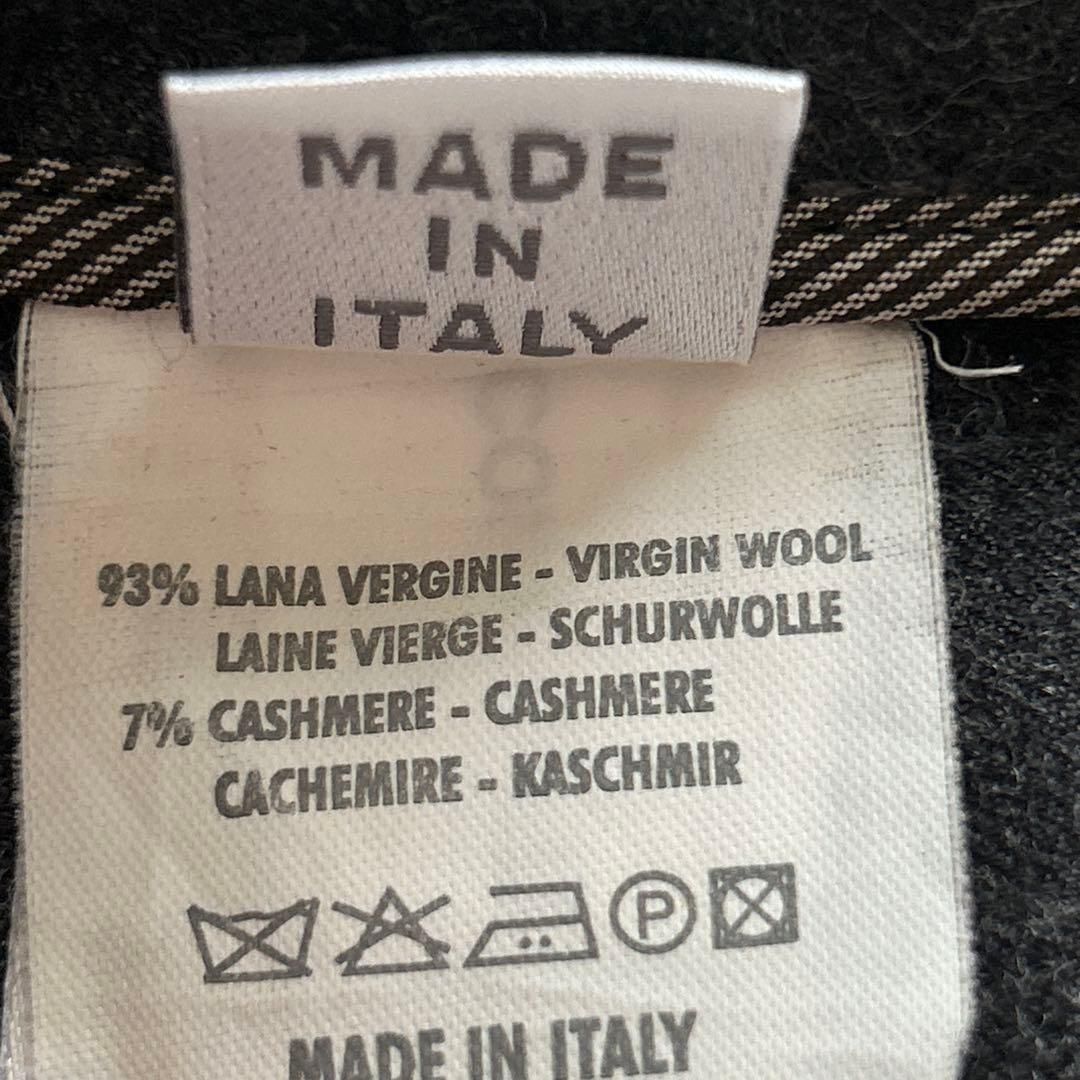 MADE
IN
ITALY
93% LANA VERGINE - VIRGIN WOOL
LAINE VIERGE - SCHURWOLLE
7% CASHMERE - CASHMERE
CACHEMIRE - KASCHMIR
P
MADE IN ITALY